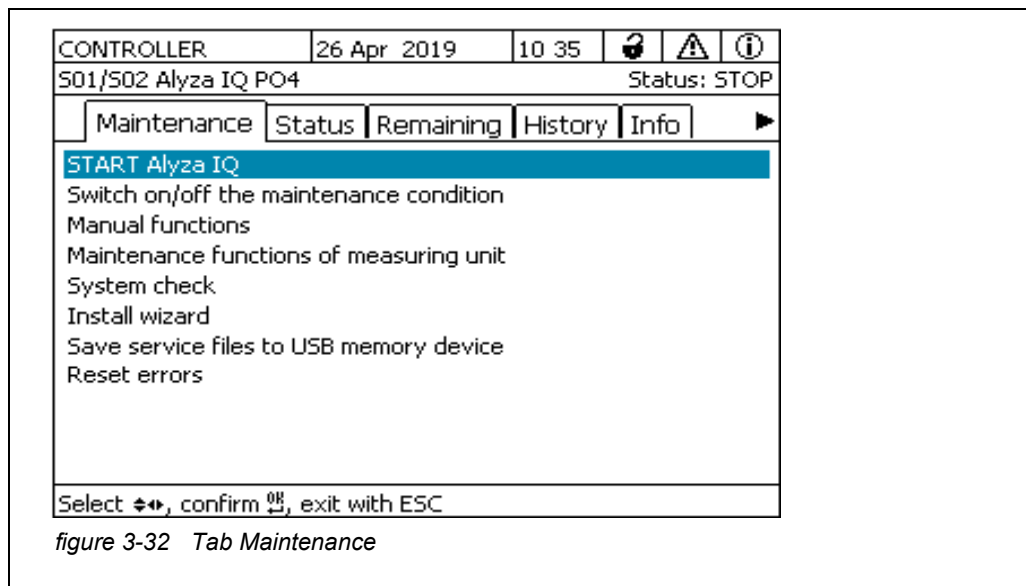 CONTROLLER 26 Apr 2019 10 35
S01/S02 Alyza IQ PO4 Status: STOP
Maintenance Status Remaining History Info
START Alyza IQ
Switch on/off the maintenance condition
Manual functions
Maintenance functions of measuring unit
System check
Install wizard
Save service files to USB memory device
Reset errors
Select , confirm OK, exit with ESC
figure 3-32 Tab Maintenance